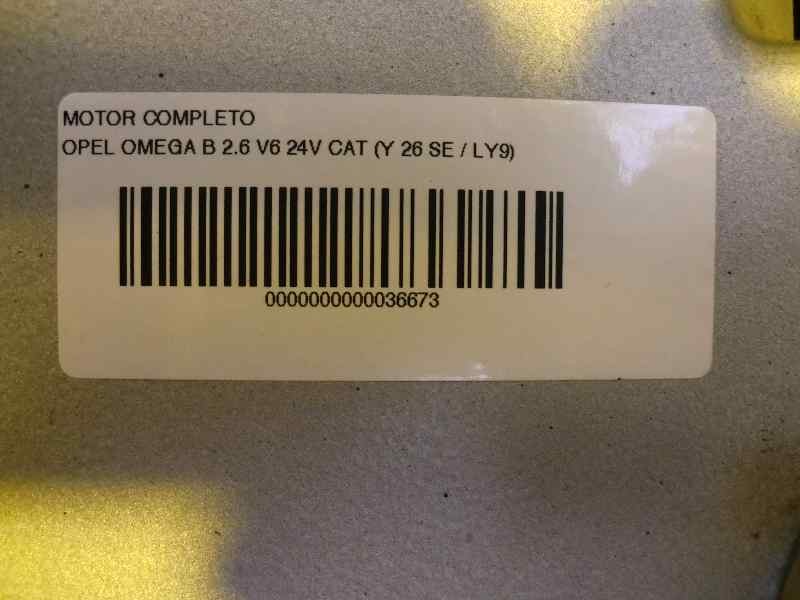 MOTOR COMPLETO
OPEL OMEGA B 2.6 V6 24V CAT (Y 26 SE / LY9)
0000000000036673